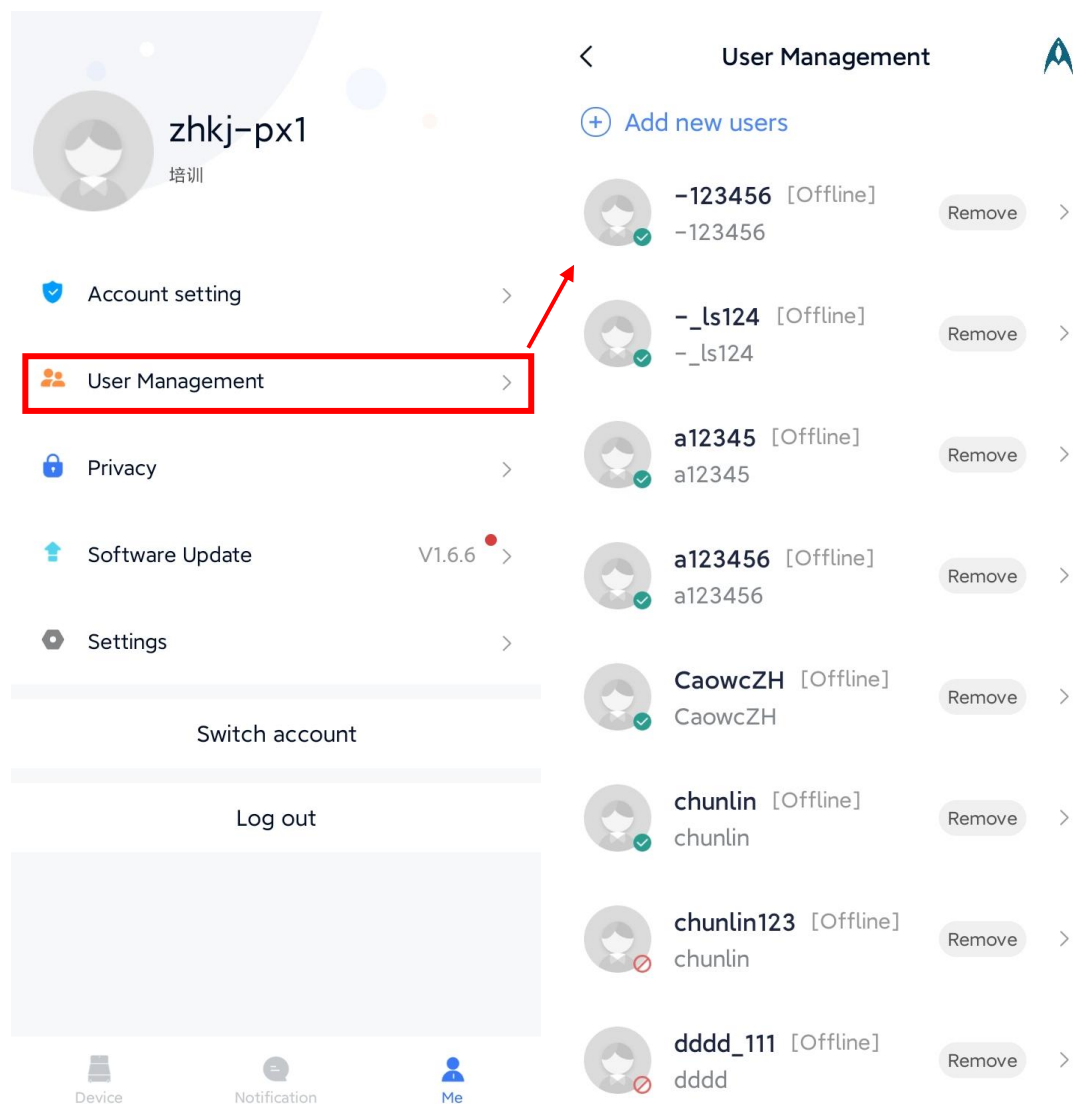 zhkj-px1
培训
Account setting
User Management
Privacy
Software Update V1.6.6
Settings
Switch account
Log out
Device Notification Me
User Management
Add new users
-123456 [Offline]
-123456
Remove
-_ls124 [Offline]
-_ls124
Remove
a12345 [Offline]
a12345
Remove
a123456 [Offline]
a123456
Remove
CaowcZH [Offline]
CaowcZH
Remove
chunlin [Offline]
chunlin
Remove
chunlin123 [Offline]
chunlin
Remove
dddd_111 [Offline]
dddd
Remove